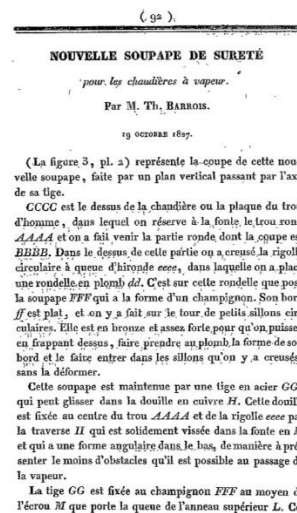 ( 92 )
NOUVELLE SOUPAPE DE SURETÉ
pour les chaudières à vapeur.
Par M. Th. BARROIS.
19 OCTOBRE 1827.
(La figure 3, pl. 2) représente la coupe de cette nou
velle soupape, faite par un plan vertical passant par l'ax
de sa tige.
CCCC est le dessus de la chaudière ou la plaque du trou
d'homme, dans lequel on réserve à la fonte le trou ron
AAAA et on a fait venir la partie ronde dont la coupe es
BBBB. Dans le dessus de cette partie on a creusé la rigoll
circulaire à queue d'hironde eeee, dans laquelle on a plac
une rondelle en plomb dd. C'est sur cette rondelle que pos
la soupape FFF qui a la forme d'un champignon. Son bor
ff est plat, et on y a fait sur le tour de petits sillons cir
culaires. Elle est en bronze et assez forte pour qu'on puisse
en frappant dessus, faire prendre au plomb la forme de so
bord et le faire entrer dans les sillons qu'on y a creusés
sans la déformer.
Cette soupape est maintenue par une tige en acier GG
qui peut glisser dans la douille en cuivre H. Cette douill
est fixée au centre du trou AAAA et de la rigolle eeee pa
la traverse II qui est solidement vissée dans la fonte en
et qui a une forme angulaire dans le bas, de manière à pré
senter le moins d'obstacles qu'il est possible au passage d
la vapeur.
La tige GG est fixée au champignon FFF au moyen d
l'écrou M que porte la queue de l'anneau supérieur L. C